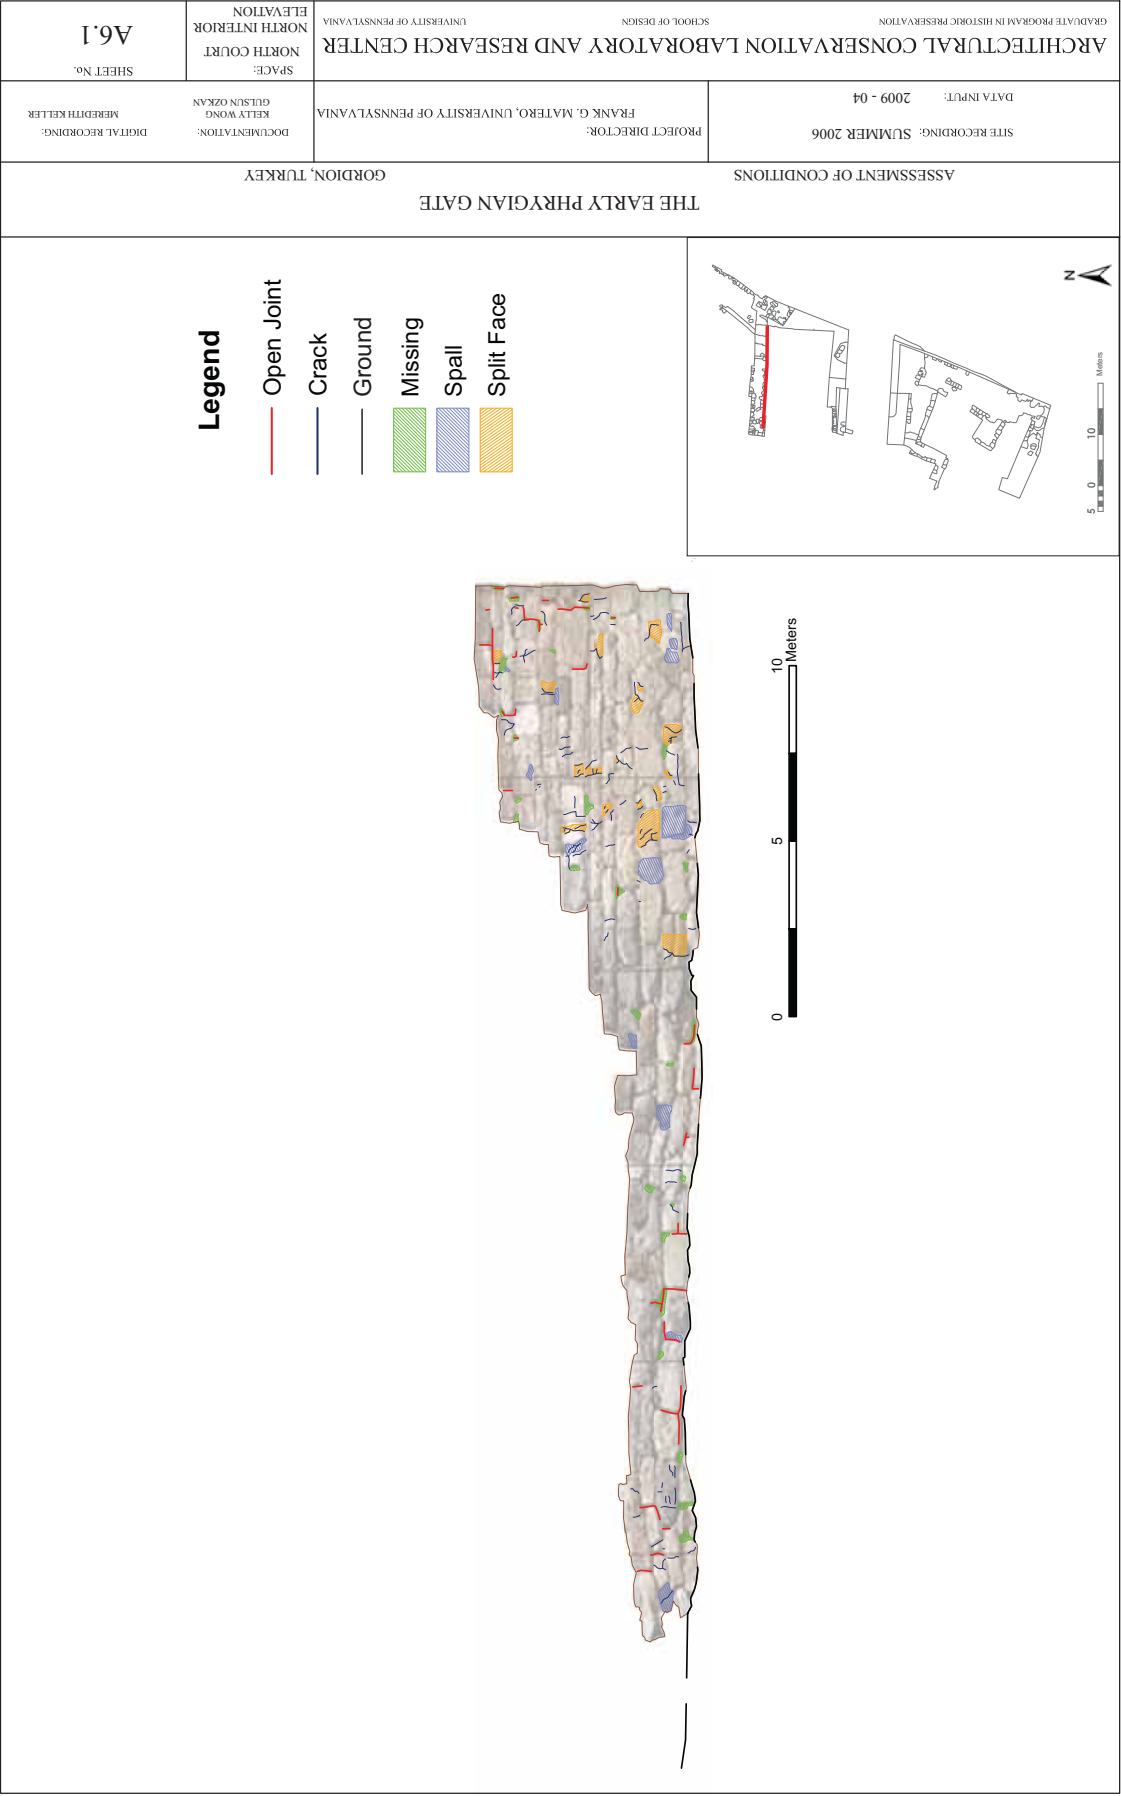 ARCHITECTURAL CONSERVATION LABORATORY AND RESEARCH CENTER
GRADUATE PROGRAM IN HISTORIC PRESERVATION
SCHOOL OF DESIGN
UNIVERSITY OF PENNSYLVANIA
SPACE:
NORTH COURT
NORTH INTERIOR
ELEVATION
SHEET No.
A6.1
SITE RECORDING: SUMMER 2006
DATA INPUT: 2009 - 04
PROJECT DIRECTOR:
FRANK G. MATERO, UNIVERSITY OF PENNSYLVANIA
DOCUMENTATION:
KELLY WONG
GULSUN OZKAN
DIGITAL RECORDING:
MEREDITH KELLER
THE EARLY PHRYGIAN GATE
ASSESSMENT OF CONDITIONS
GORDION, TURKEY
Legend
Open Joint
Crack
Ground
Missing
Spall
Split Face
N
5 0 10
Meters
0 5 10
Meters